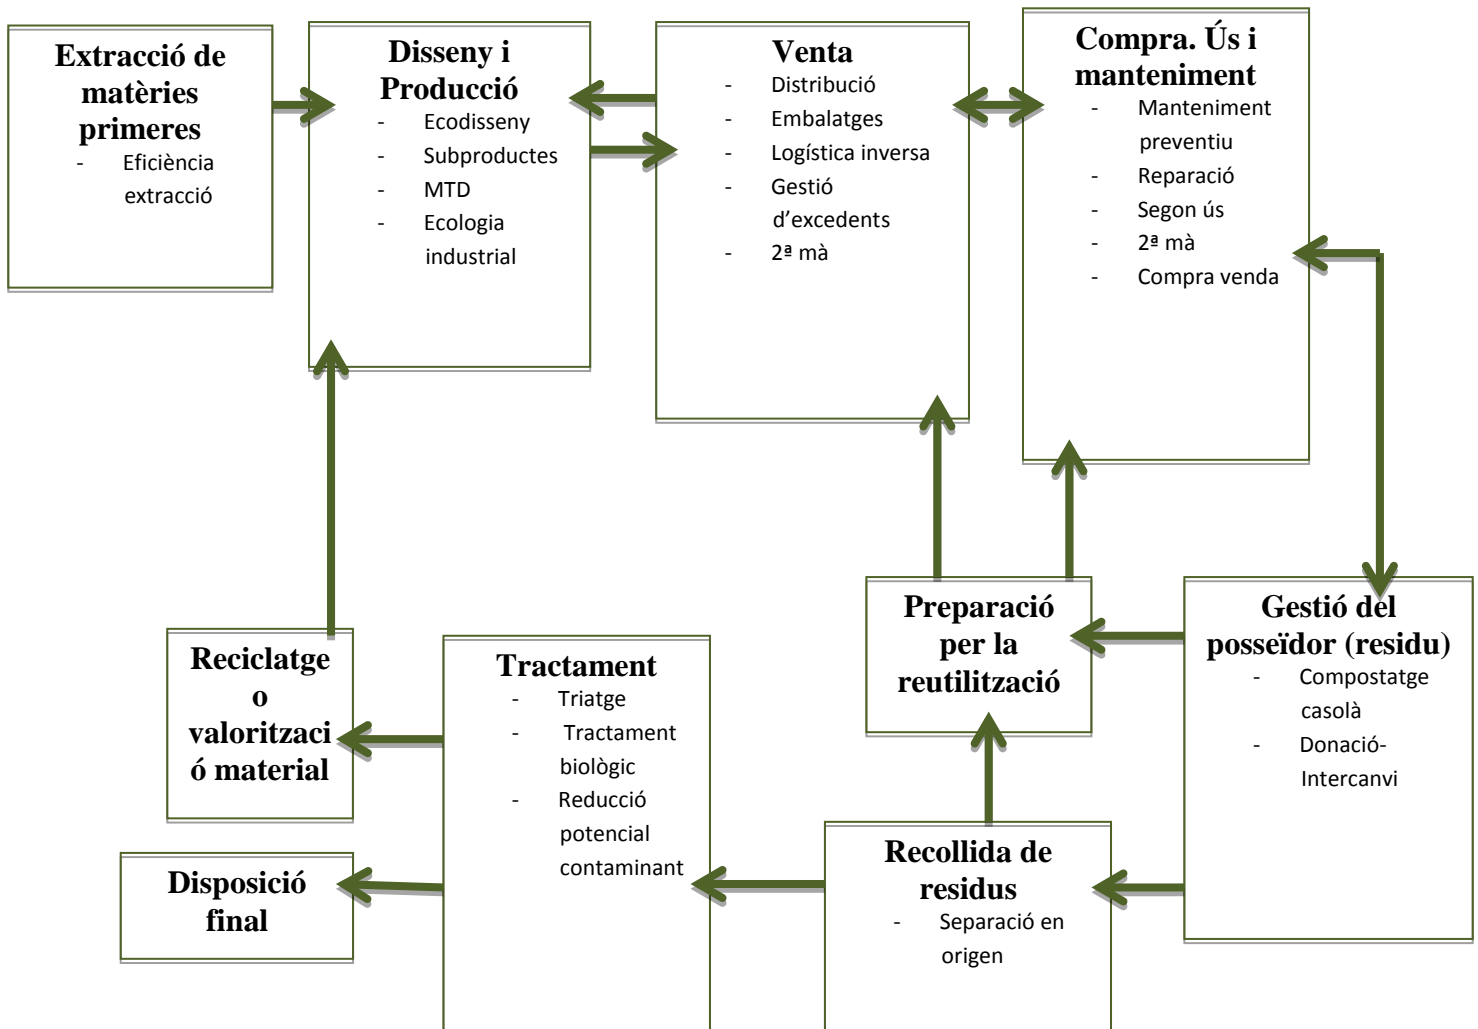 Extracció de
matèries
primeres
- Eficiència
extracció
Disseny i
Producció
- Ecodisseny
- Subproductes
- MTD
- Ecologia
industrial
Venta
- Distribució
- Embalatges
- Logística inversa
- Gestió
d'excedents
- 2ª mà
Compra. Ús i
manteniment
- Manteniment
preventiu
- Reparació
- Segon ús
- 2ª mà
- Compra venda
Reciclatge
o
valoritzaci
ó material
Disposició
final
Tractament
- Triatge
- Tractament
biològic
- Reducció
potencial
contaminant
Preparació
per la
reutilització
Recollida de
residus
- Separació en
origen
Gestió del
posseïdor (residu)
- Compostatge
casolà
- Donació-
Intercanvi